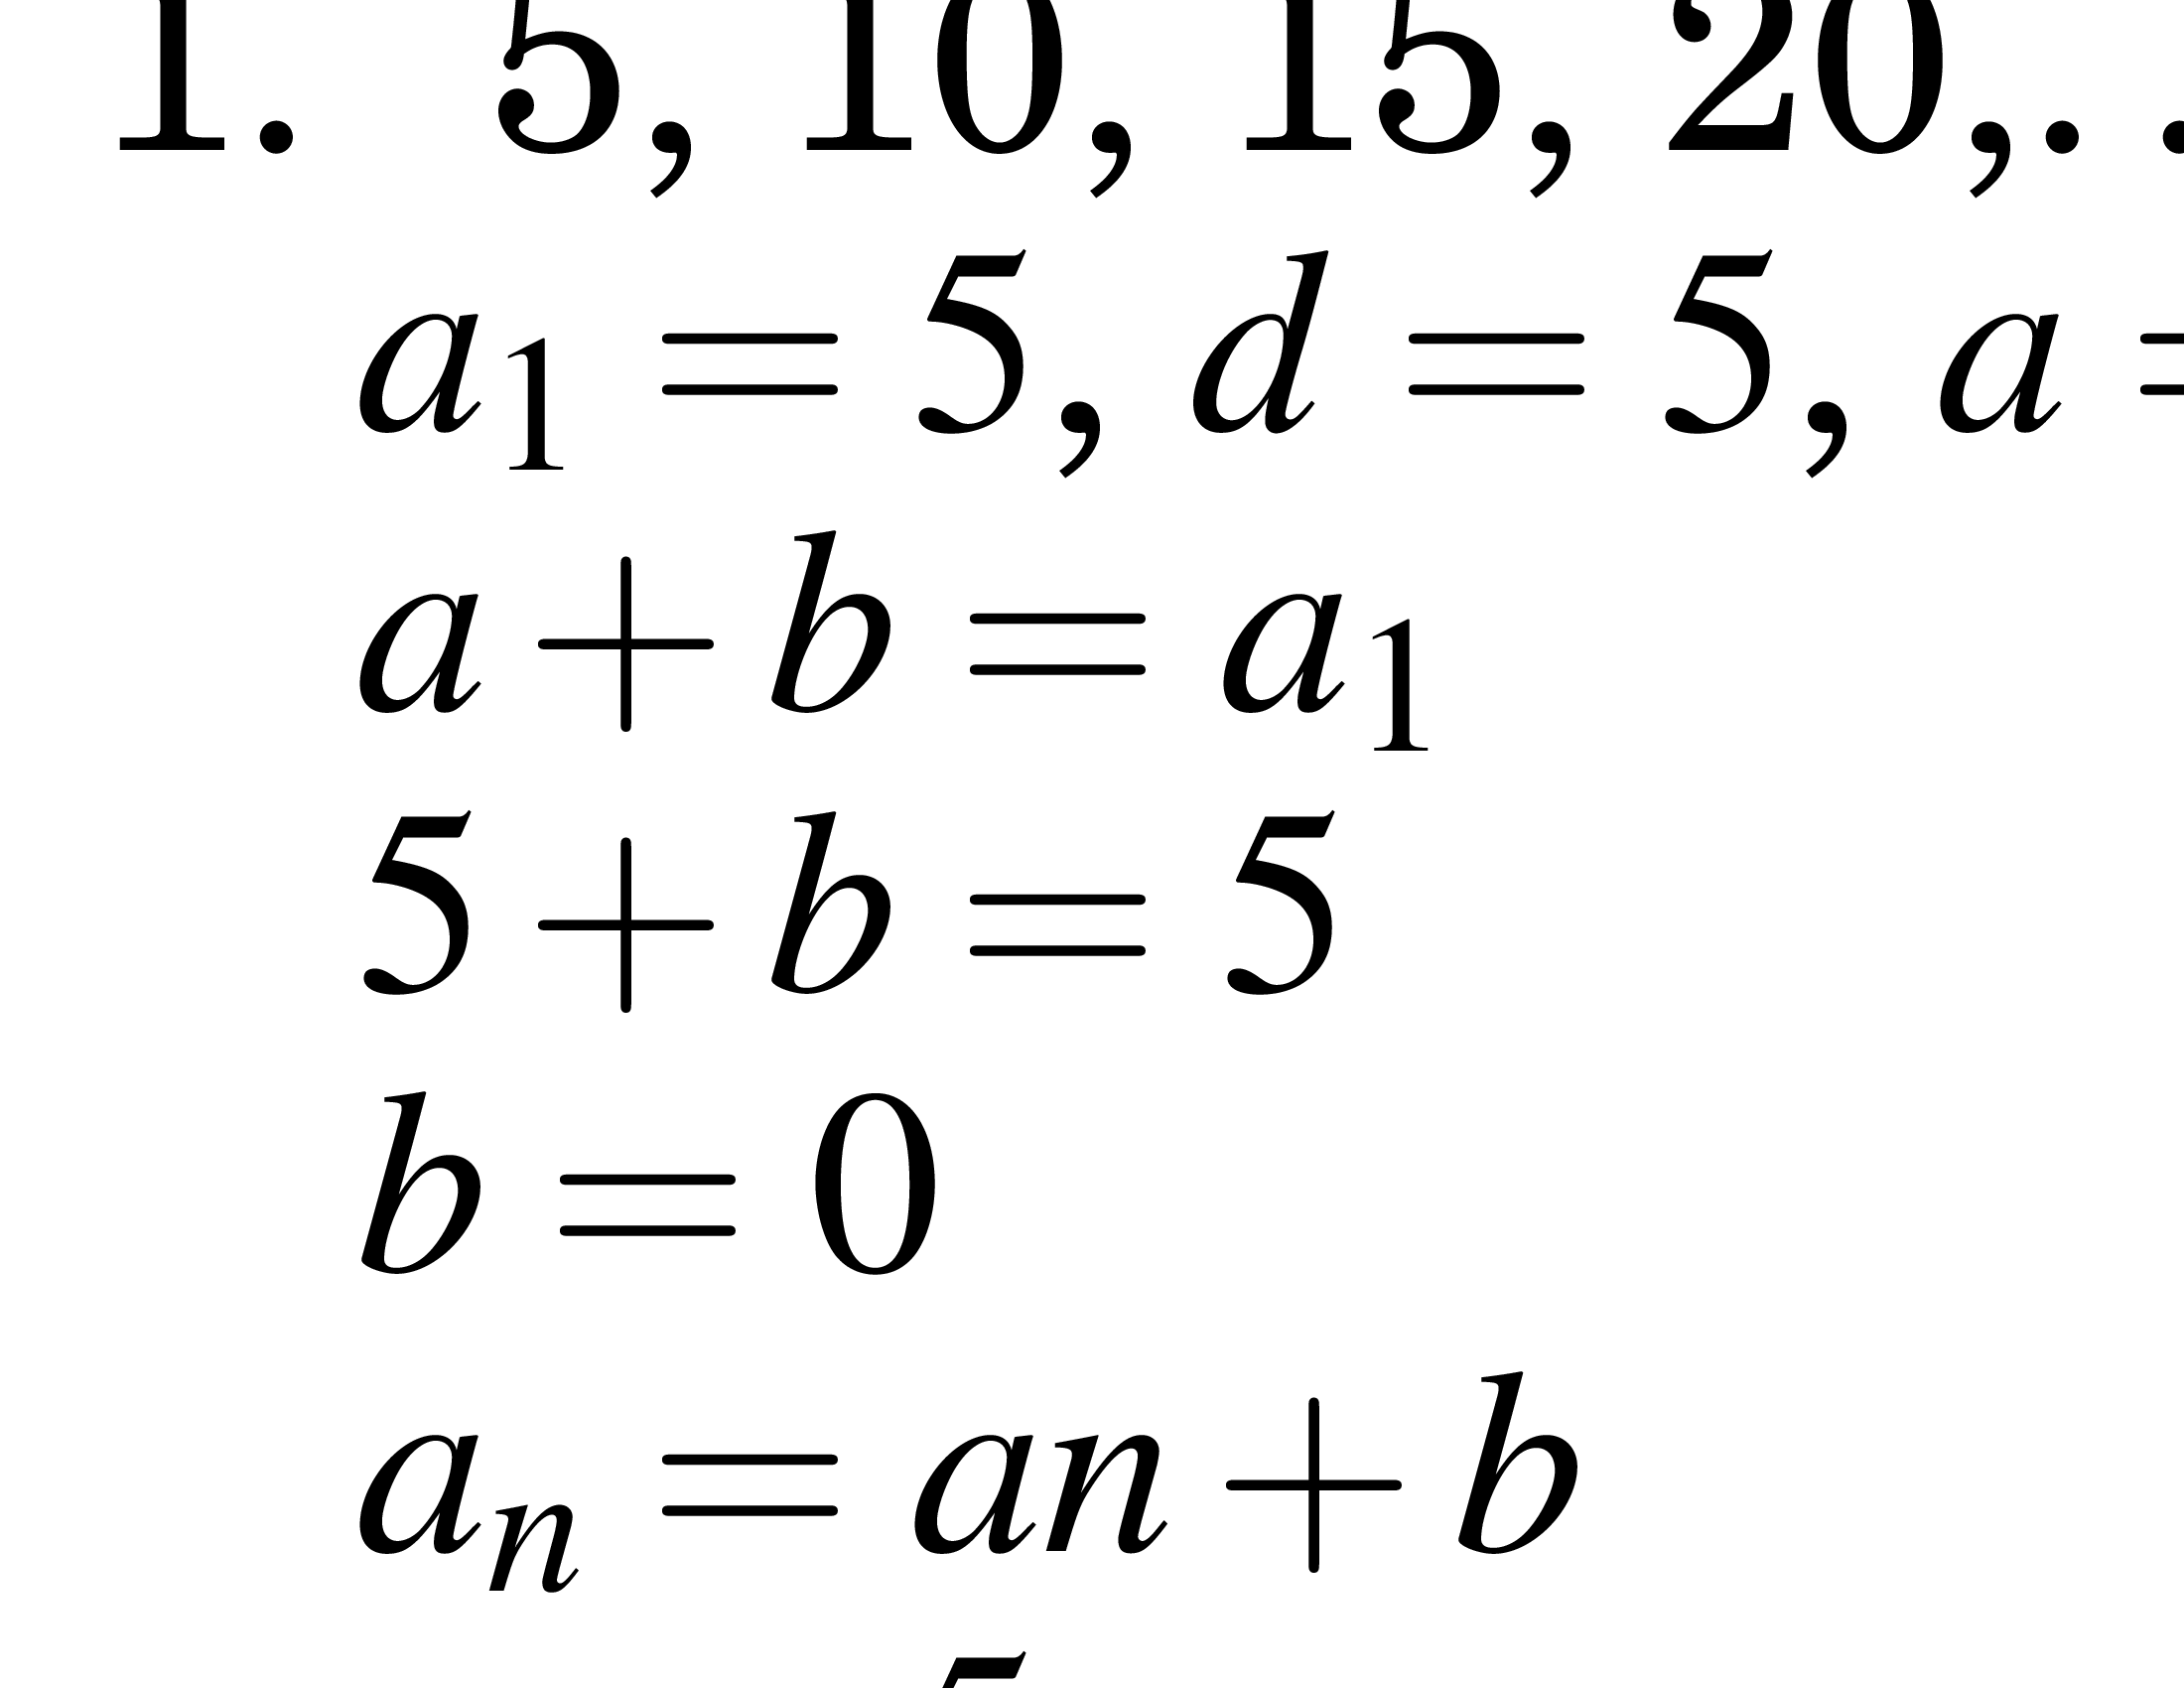 1. 5, 10, 15, 20,..
a₁ = 5, d = 5, a =
a + b = a₁
5 + b = 5
b = 0
aₙ = an + b